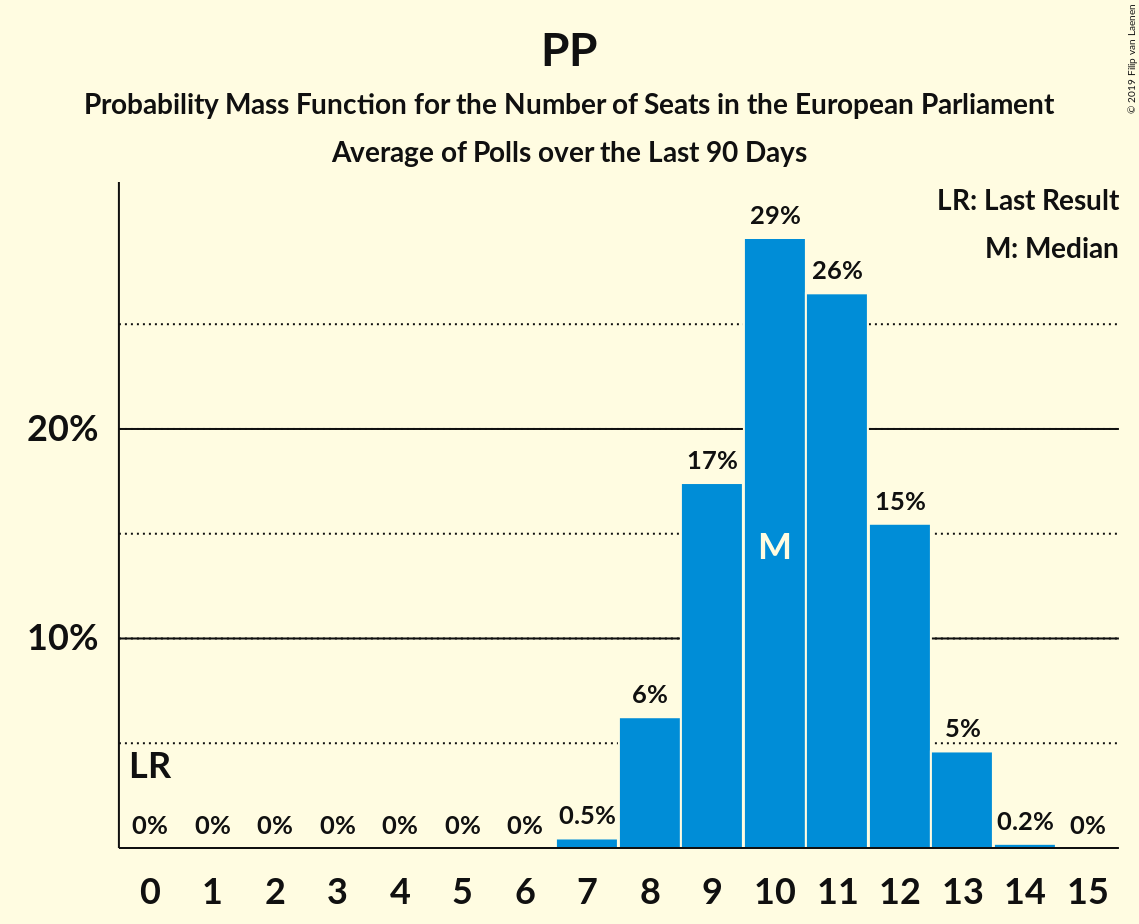 PP
Probability Mass Function for the Number of Seats in the European Parliament
Average of Polls over the Last 90 Days
© 2019 Filip van Laenen
LR: Last Result
M: Median
29%
26%
20%
17%
15%
M
10%
6%
5%
LR
0% 0% 0% 0% 0% 0% 0% 0.5% 0.2% 0%
0 1 2 3 4 5 6 7 8 9 10 11 12 13 14 15